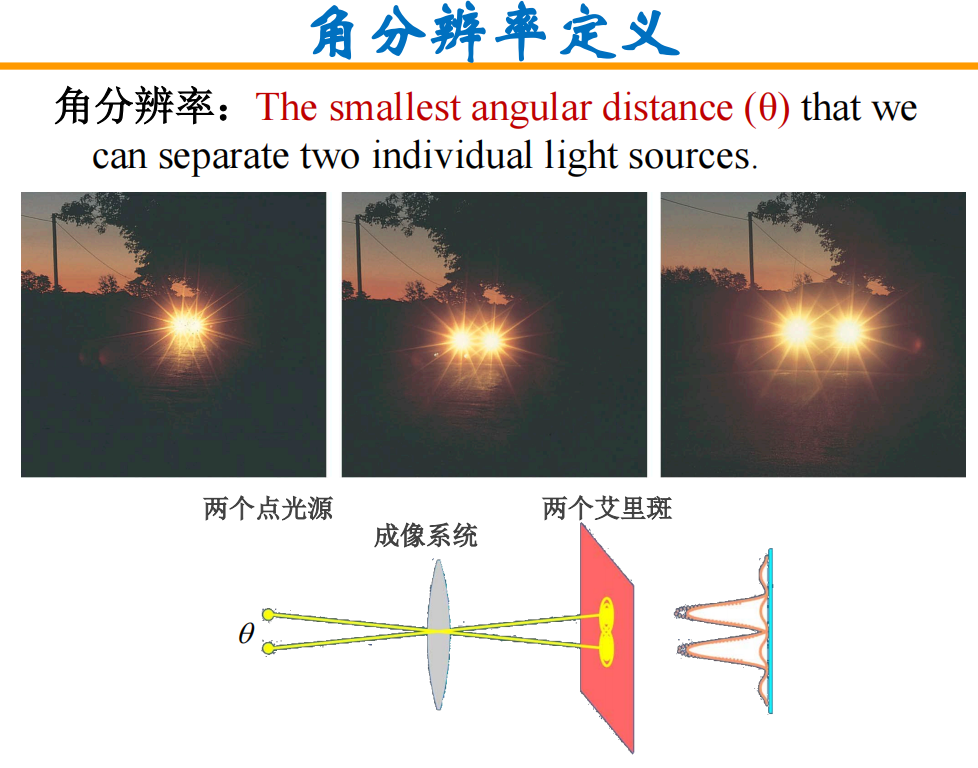 角分辨率定义
角分辨率：The smallest angular distance (θ) that we
can separate two individual light sources.
两个点光源
两个艾里斑
成像系统
θ